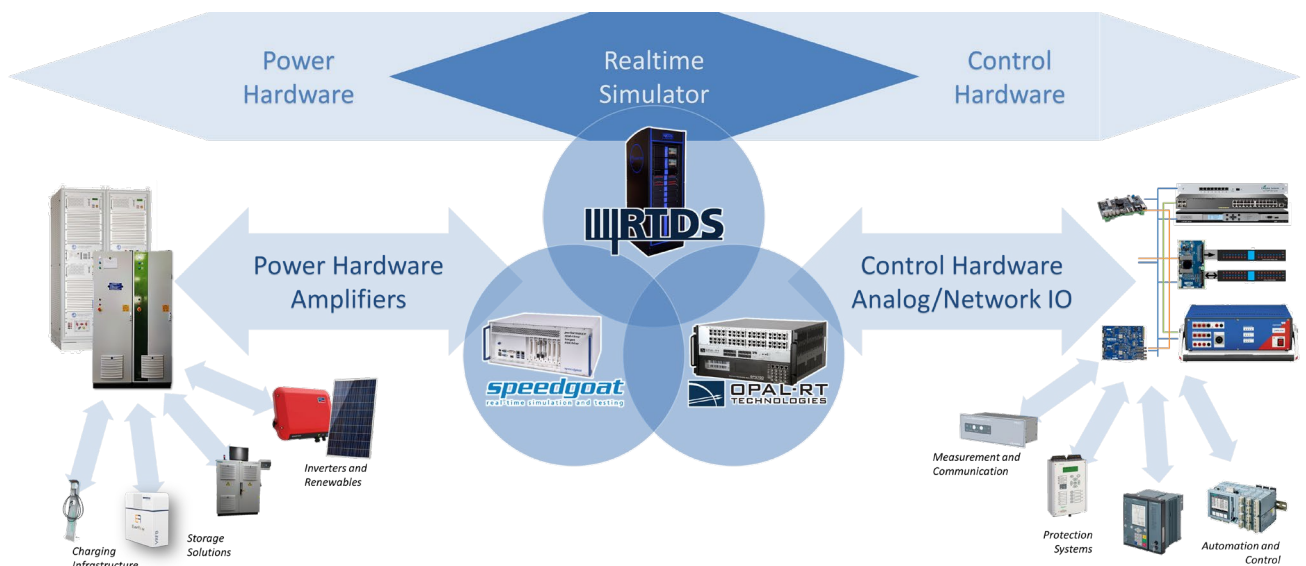 Power
Hardware
Realtime
Simulator
Control
Hardware
RTDS
Power Hardware
Amplifiers
Control Hardware
Analog/Network IO
speedgoat
real-time simulation and testing
OPAL-RT
TECHNOLOGIES
Inverters and
Renewables
Storage
Solutions
Charging
Infrastructure
Measurement and
Communication
Protection
Systems
Automation and
Control